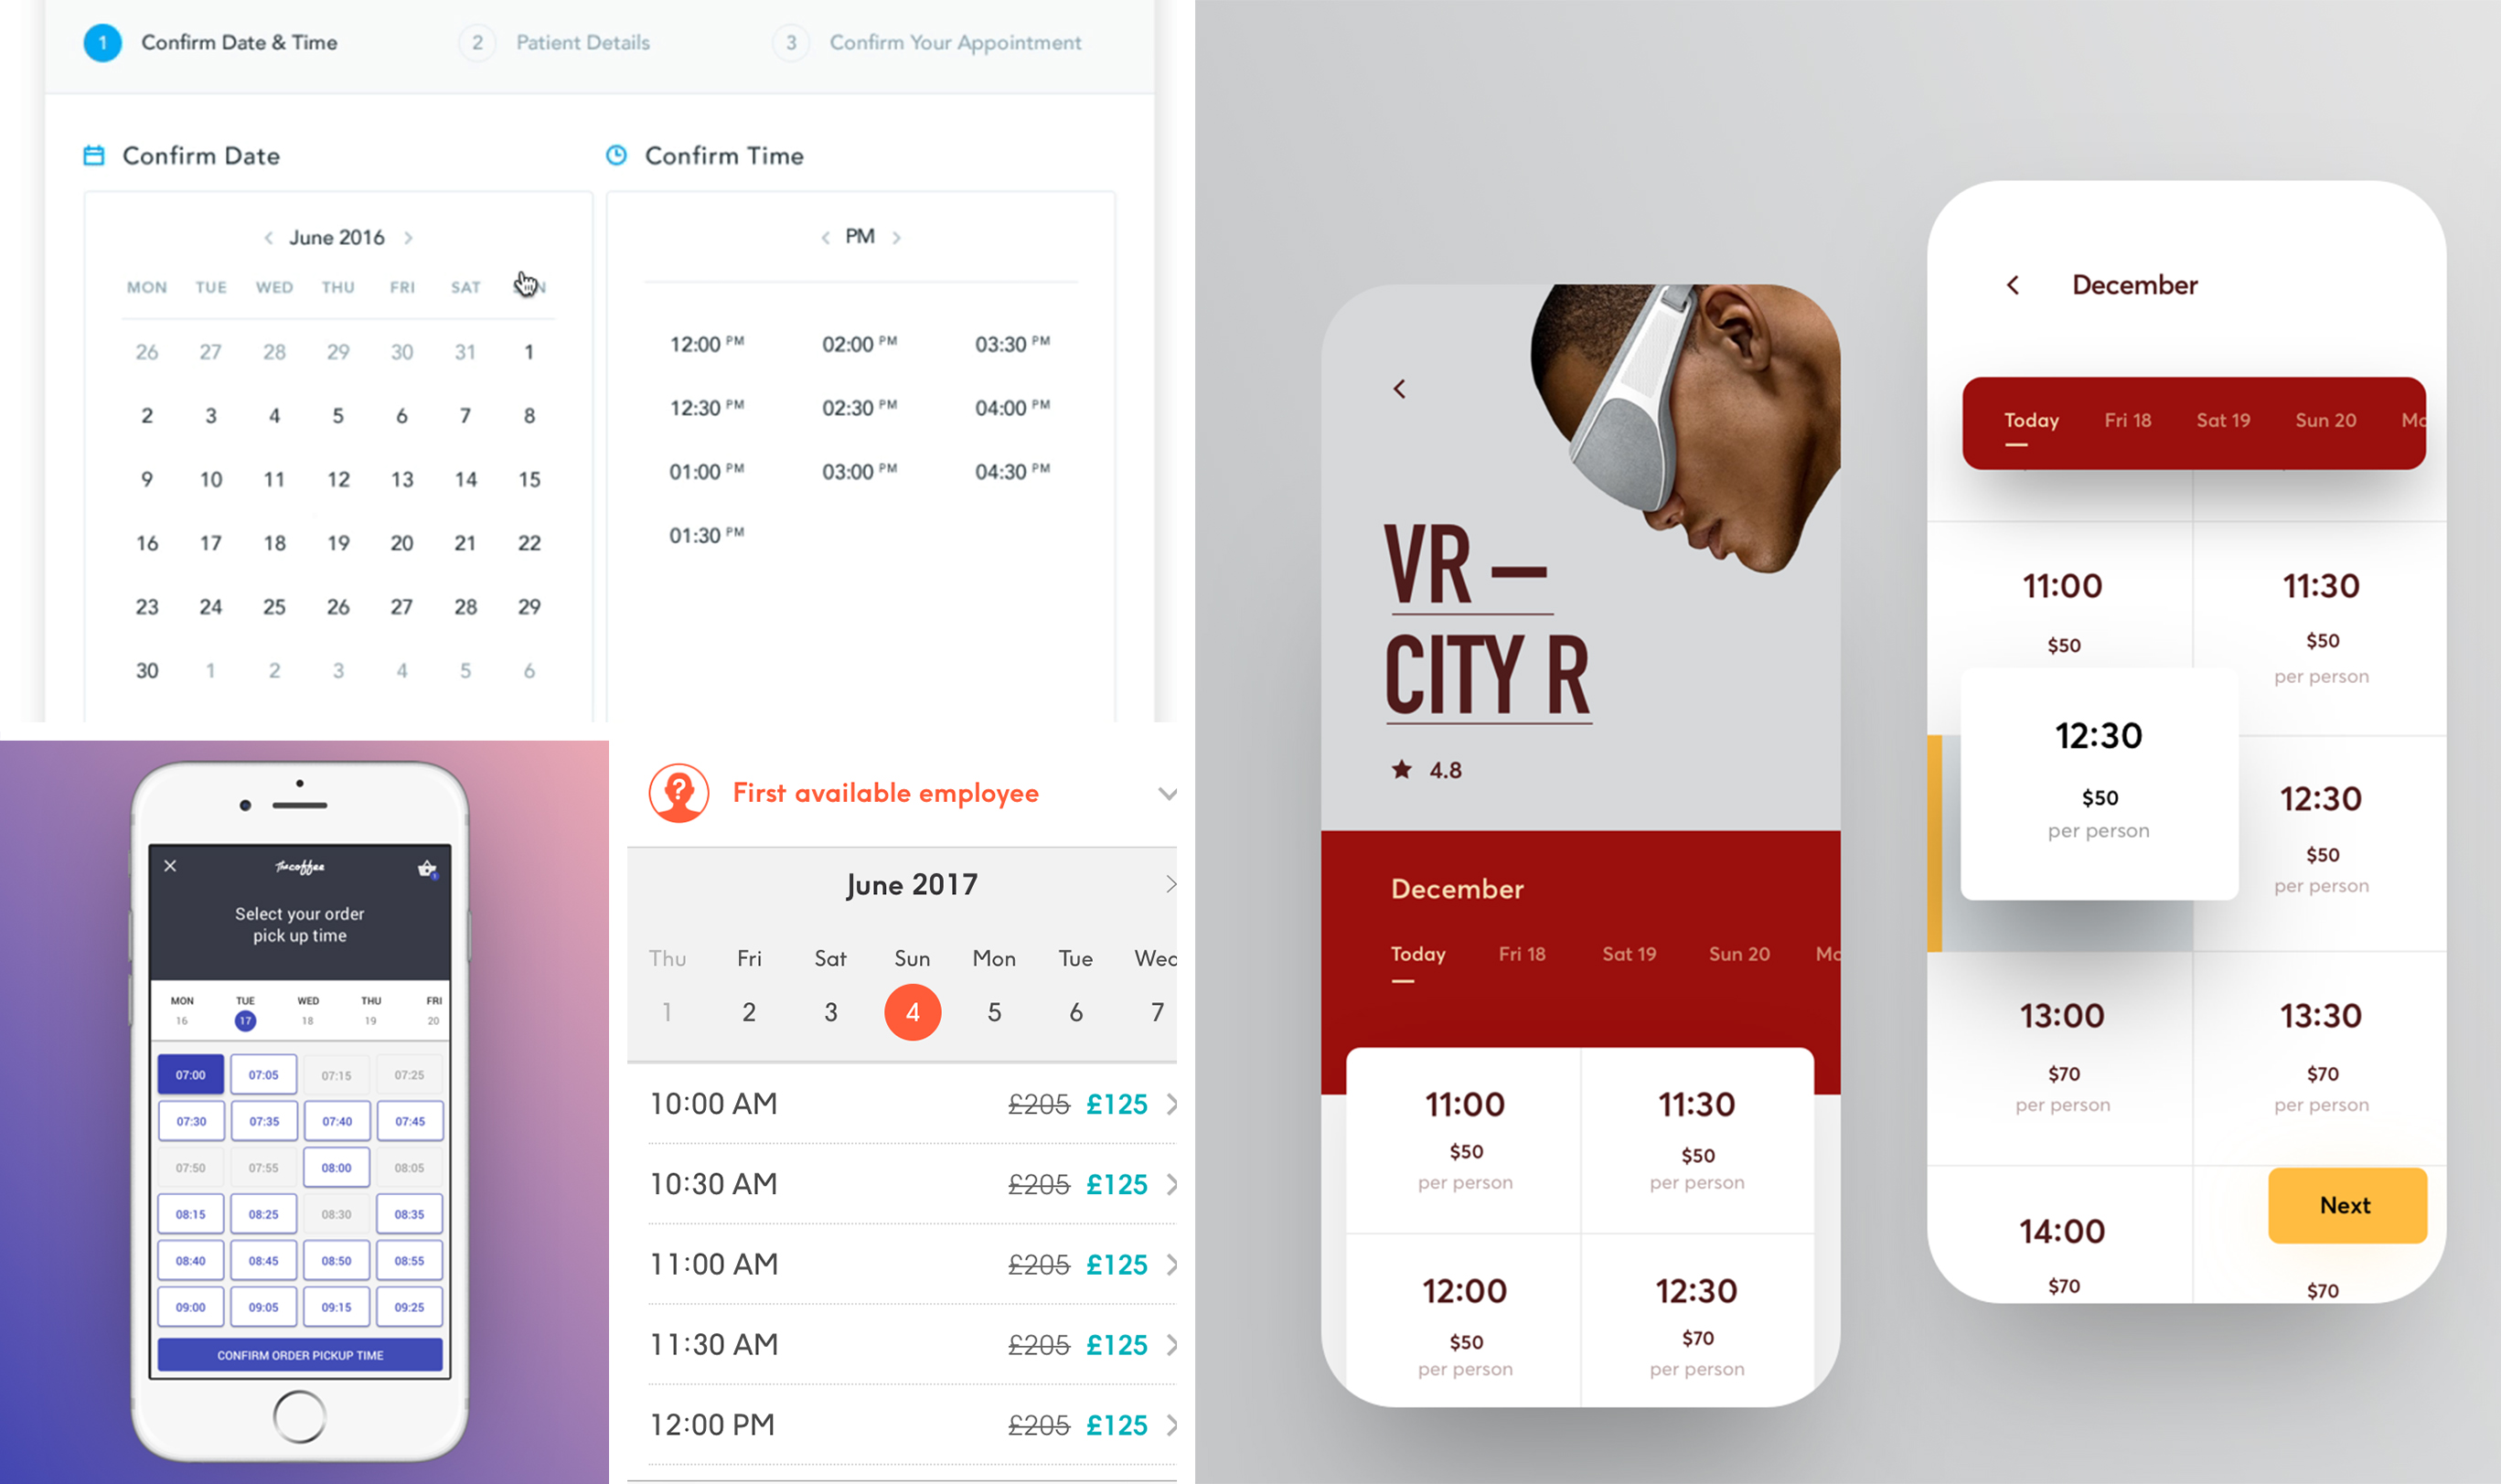 1 Confirm Date & Time 2 Patient Details 3 Confirm Your Appointment
Confirm Date
< June 2016 >
MON TUE WED THU FRI SAT
26 27 28 29 30 31 1
2 3 4 5 6 7 8
9 10 11 12 13 14 15
16 17 18 19 20 21 22
23 24 25 26 27 28 29
30 1 2 3 4 5 6
Confirm Time
< PM >
12:00 PM 02:00 PM 03:30 PM
12:30 PM 02:30 PM 04:00 PM
01:00 PM 03:00 PM 04:30 PM
01:30 PM
Thecoffee
Select your order
pick up time
MON TUE WED THU FRI
16 17 18 19 20
07:00 07:05 07:15 07:25
07:30 07:35 07:40 07:45
07:50 07:55 08:00 08:05
08:15 08:25 08:30 08:35
08:40 08:45 08:50 08:55
09:00 09:05 09:15 09:25
CONFIRM ORDER PICKUP TIME
? First available employee
June 2017
Thu Fri Sat Sun Mon Tue Wed
1 2 3 4 5 6 7
10:00 AM £205 £125
10:30 AM £205 £125
11:00 AM £205 £125
11:30 AM £205 £125
12:00 PM £205 £125
VR —
CITY R
★ 4.8
December
Today Fri 18 Sat 19 Sun 20 Mo
11:00 11:30
$50 $50
per person per person
12:00 12:30
$50 $70
per person per person
December
Today Fri 18 Sat 19 Sun 20 Mo
11:00 11:30
$50 $50
per person
12:30
$50
per person
12:30
$50
per person
13:00 13:30
$70 $70
per person per person
14:00
Next
$70 $70